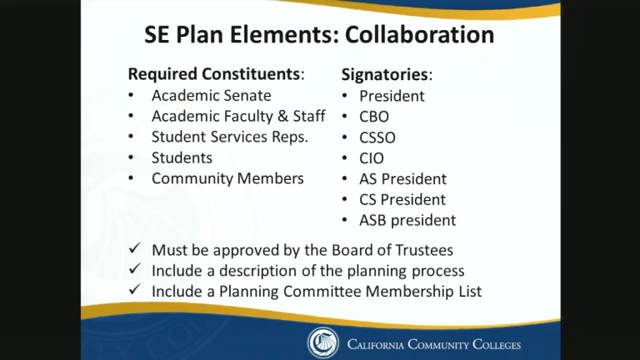 SE Plan Elements: Collaboration
Required Constituents:
• Academic Senate
• Academic Faculty & Staff
• Student Services Reps.
• Students
• Community Members
Signatories:
• President
• CBO
• CSSO
• CIO
• AS President
• CS President
• ASB president
✓ Must be approved by the Board of Trustees
✓ Include a description of the planning process
✓ Include a Planning Committee Membership List
CALIFORNIA COMMUNITY COLLEGES